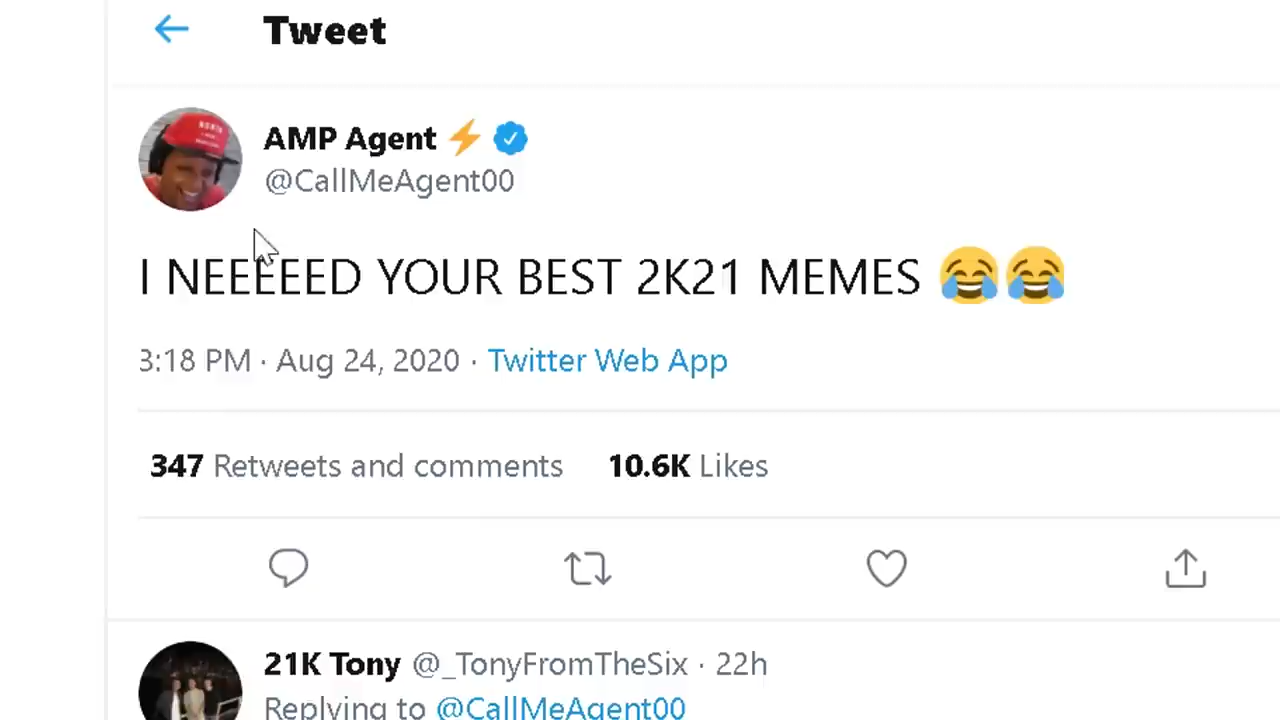 Tweet
AMP Agent ⚡
@CallMeAgent00
I NEEEEED YOUR BEST 2K21 MEMES 😂😂
3:18 PM · Aug 24, 2020 · Twitter Web App
347 Retweets and comments 10.6K Likes
21K Tony @_TonyFromTheSix · 22h
Replying to @CallMeAgent00